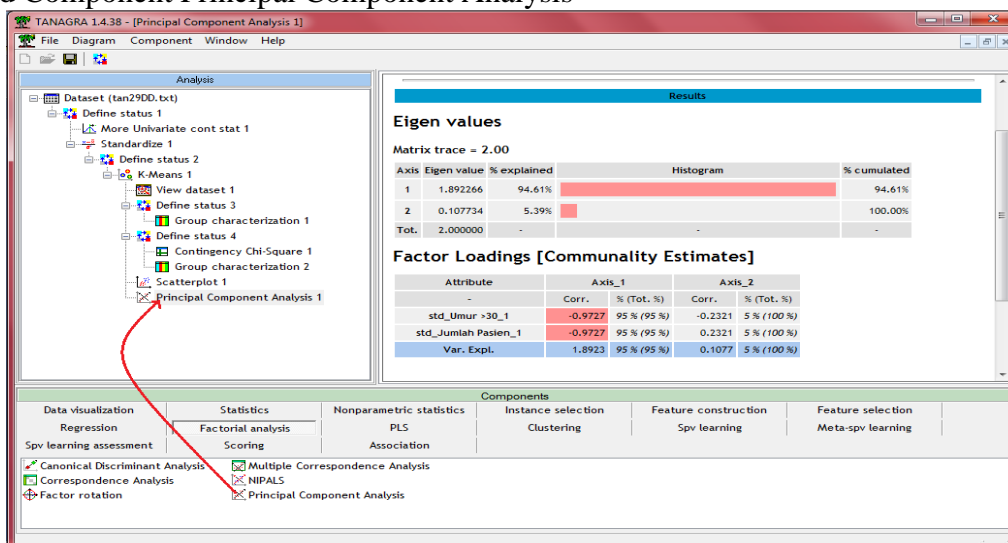 d Component Principal Component Analysis
TANAGRA 1.4.38 - [Principal Component Analysis 1]
File Diagram Component Window Help
Analysis
Dataset (tan29DD.txt)
Define status 1
More Univariate cont stat 1
Standardize 1
Define status 2
K-Means 1
View dataset 1
Define status 3
Group characterization 1
Define status 4
Contingency Chi-Square 1
Group characterization 2
Scatterplot 1
Principal Component Analysis 1
Results
Eigen values
Matrix trace = 2.00
Axis Eigen value % explained Histogram % cumulated
1 1.892266 94.61% 94.61%
2 0.107734 5.39% 100.00%
Tot. 2.000000 - - -
Factor Loadings [Communality Estimates]
Attribute Axis_1 Axis_2
- Corr. % (Tot. %) Corr. % (Tot. %)
std_Umur >30_1 -0.9727 95 % (95 %) -0.2321 5 % (100 %)
std_Jumlah Pasien_1 -0.9727 95 % (95 %) 0.2321 5 % (100 %)
Var. Expl. 1.8923 95 % (95 %) 0.1077 5 % (100 %)
Components
Data visualization Statistics Nonparametric statistics Instance selection Feature construction Feature selection
Regression Factorial analysis PLS Clustering Spv learning Meta-spv learning
Spv learning assessment Scoring Association
Canonical Discriminant Analysis Multiple Correspondence Analysis
Correspondence Analysis NIPALS
Factor rotation Principal Component Analysis